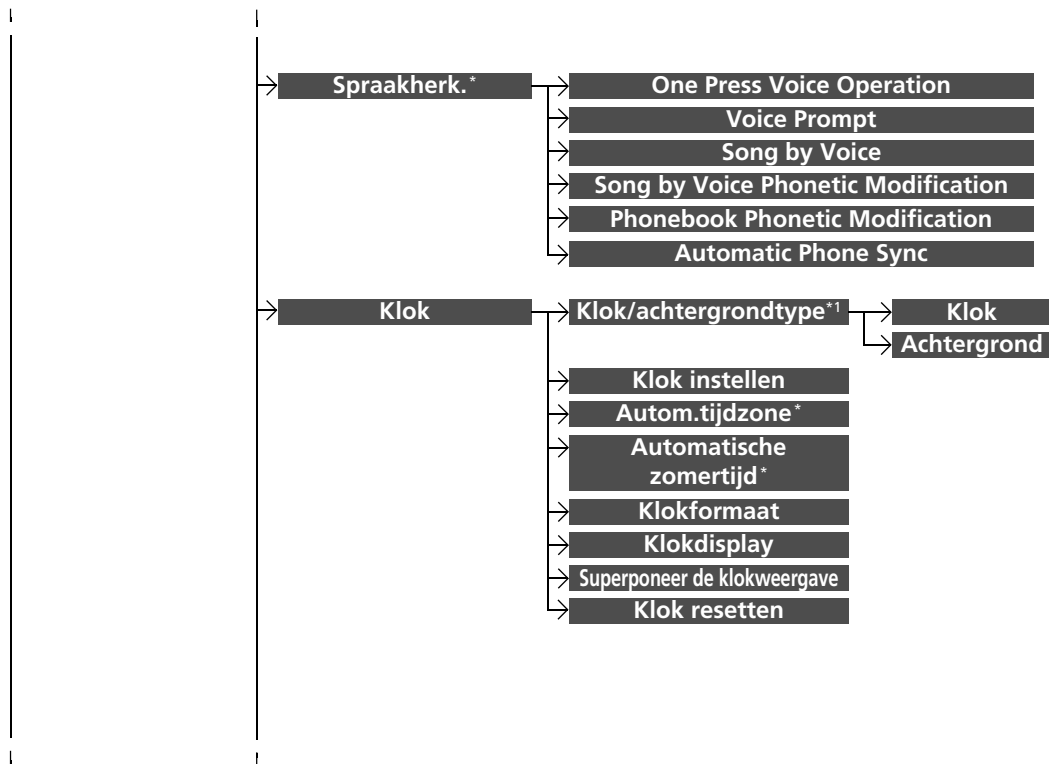 Spraakherk.*
One Press Voice Operation
Voice Prompt
Song by Voice
Song by Voice Phonetic Modification
Phonebook Phonetic Modification
Automatic Phone Sync
Klok
Klok/achtergrondtype*1
Klok
Achtergrond
Klok instellen
Autom.tijdzone*
Automatische
zomertijd*
Klokformaat
Klokdisplay
Superponeer de klokweergave
Klok resetten